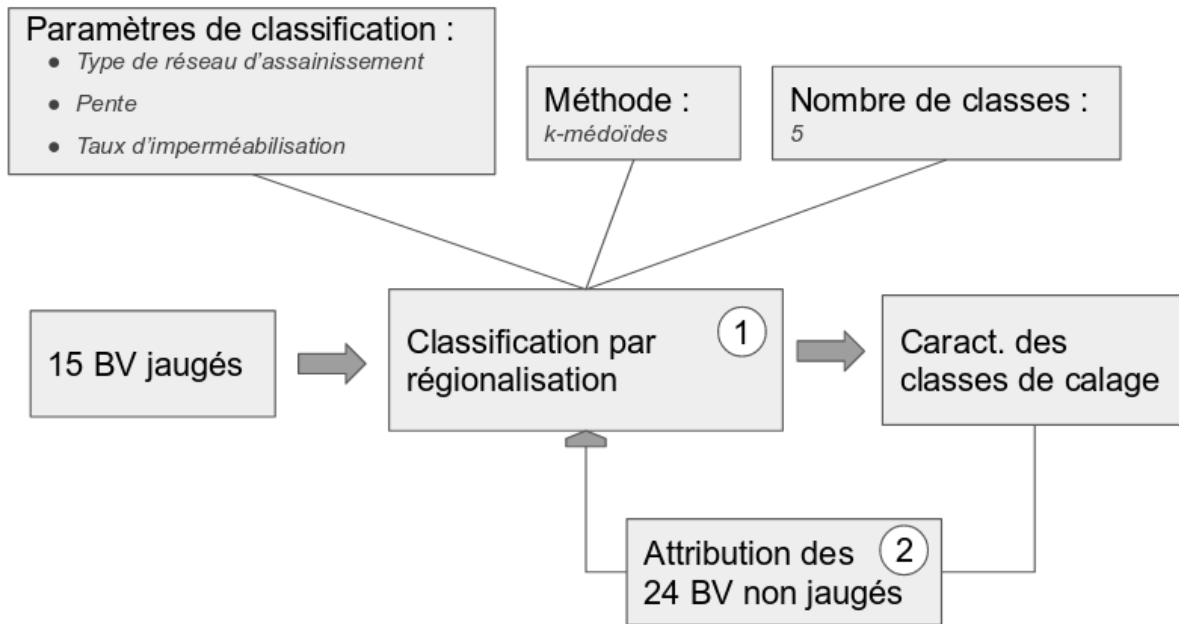 Paramètres de classification :
● Type de réseau d'assainissement
● Pente
● Taux d'imperméabilisation
Méthode :
k-médoïdes
Nombre de classes :
5
15 BV jaugés
Classification par
régionalisation
1
Caract. des
classes de calage
Attribution des
24 BV non jaugés
2